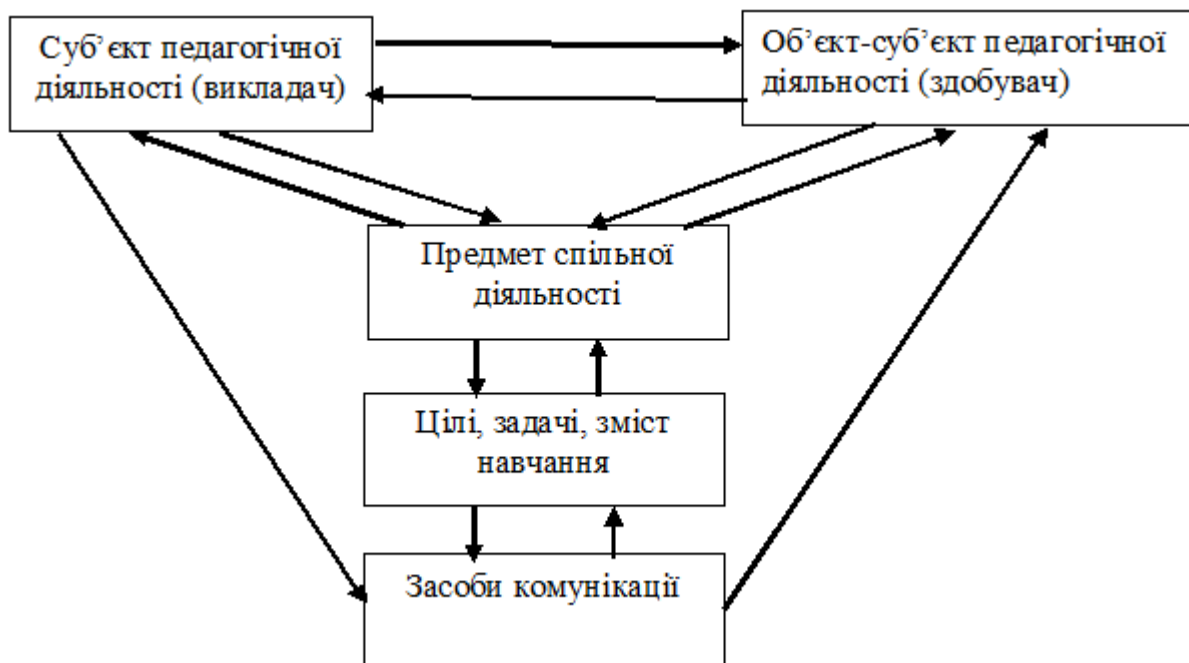 Суб’єкт педагогічної
діяльності (викладач)
Об’єкт-суб’єкт педагогічної
діяльності (здобувач)
Предмет спільної
діяльності
Цілі, задачі, зміст
навчання
Засоби комунікації